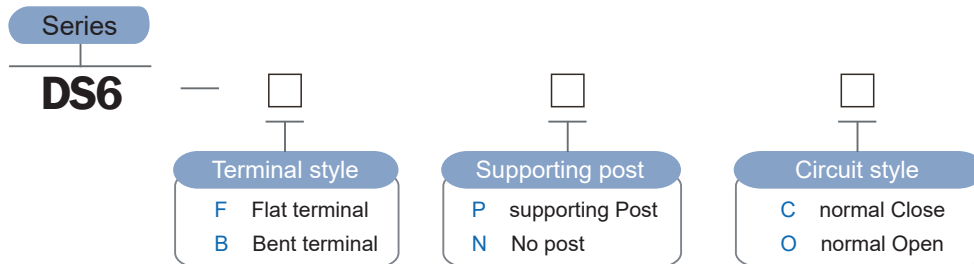 Series
DS6 — □ □ □
Terminal style Supporting post Circuit style
F Flat terminal P supporting Post C normal Close
B Bent terminal N No post O normal Open